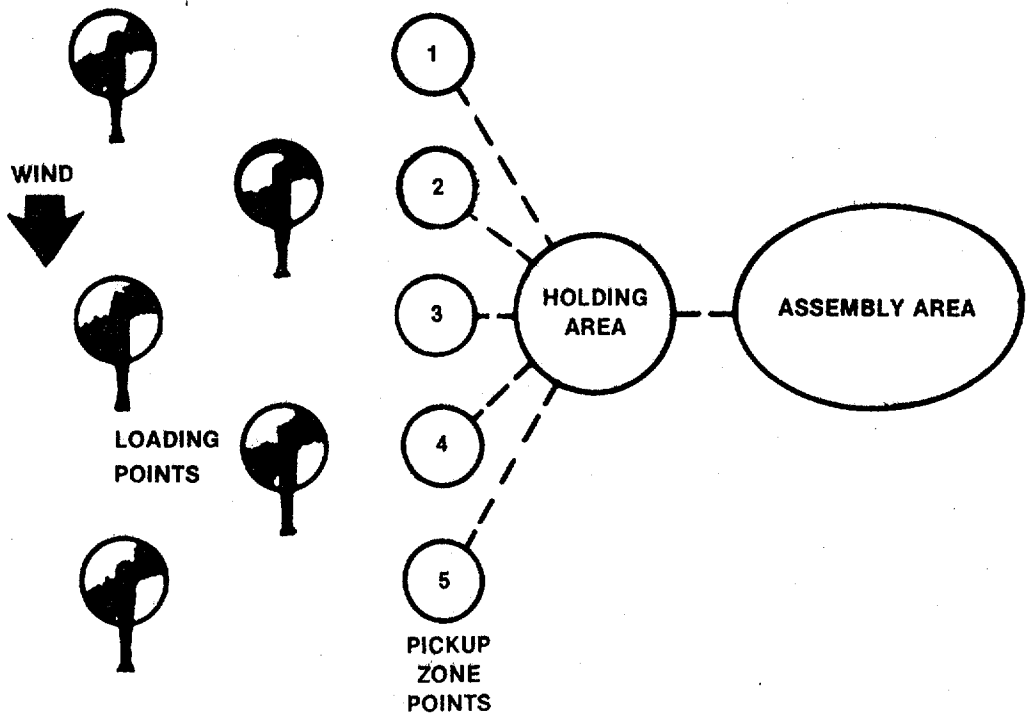 WIND
LOADING
POINTS
1
2
3
4
5
PICKUP
ZONE
POINTS
HOLDING
AREA
ASSEMBLY AREA